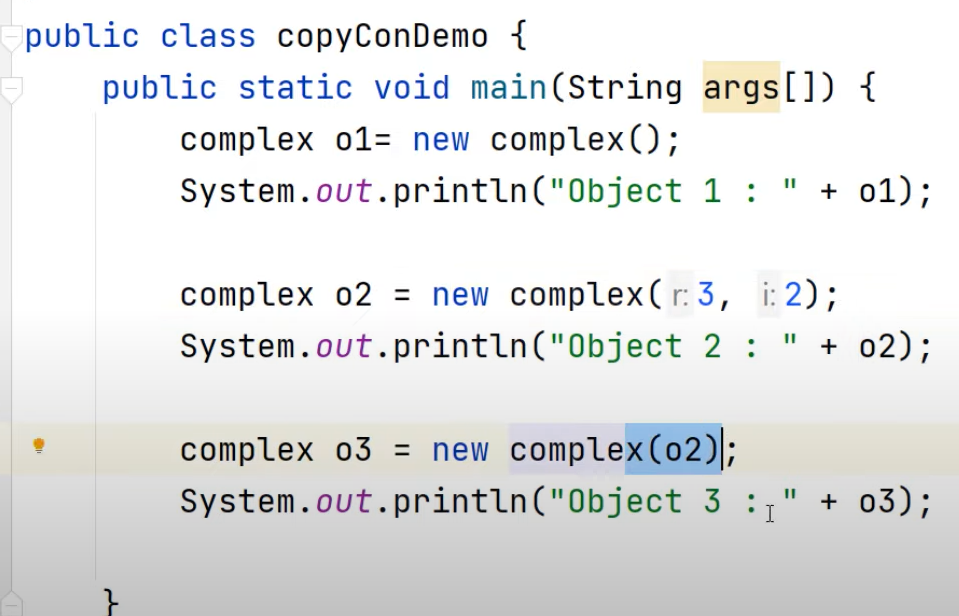 public class copyConDemo {
public static void main(String args[]) {
complex o1= new complex();
System.out.println("Object 1 : " + o1);
complex o2 = new complex( r: 3, i: 2);
System.out.println("Object 2 : " + o2);
complex o3 = new complex(o2);
System.out.println("Object 3 : " + o3);
}